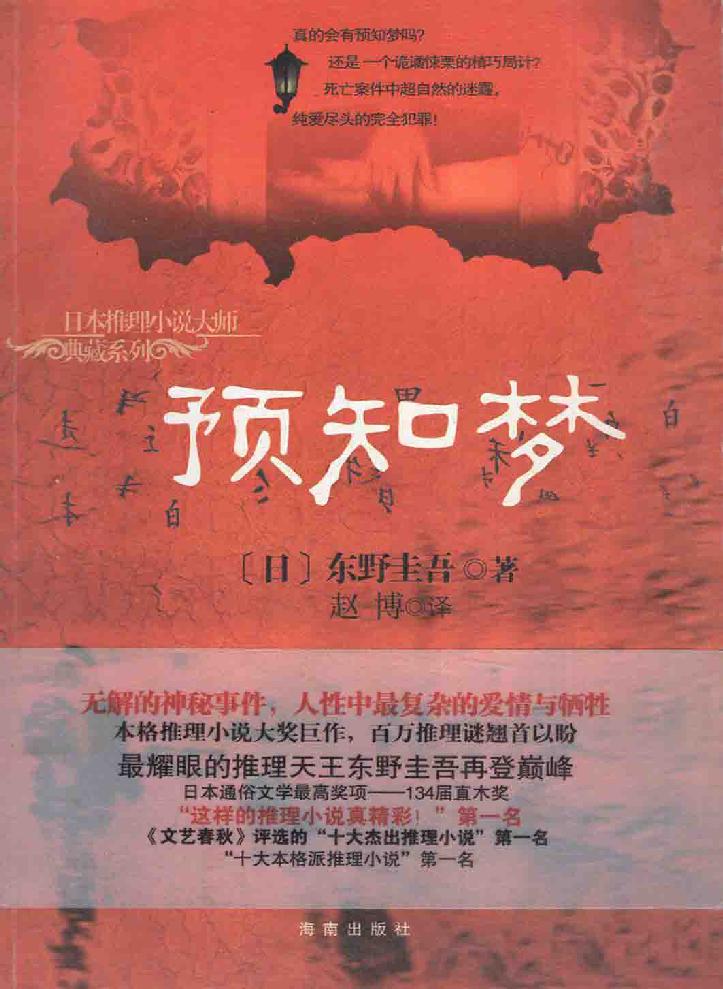 真的会有预知梦吗？
还是一个诡谲悚栗的精巧局计？
死亡案件中超自然的迷霾，
纯爱尽头的完全犯罪！
日本推理小说大师
典藏系列
预知梦
〔日〕东野圭吾◎著
赵 博◎译
无解的神秘事件，人性中最复杂的爱情与牺牲
本格推理小说大奖巨作，百万推理谜翘首以盼
最耀眼的推理天王东野圭吾再登巅峰
日本通俗文学最高奖项——134届直木奖
“这样的推理小说真精彩！”第一名
《文艺春秋》评选的“十大杰出推理小说”第一名
“十大本格派推理小说”第一名
海南出版社